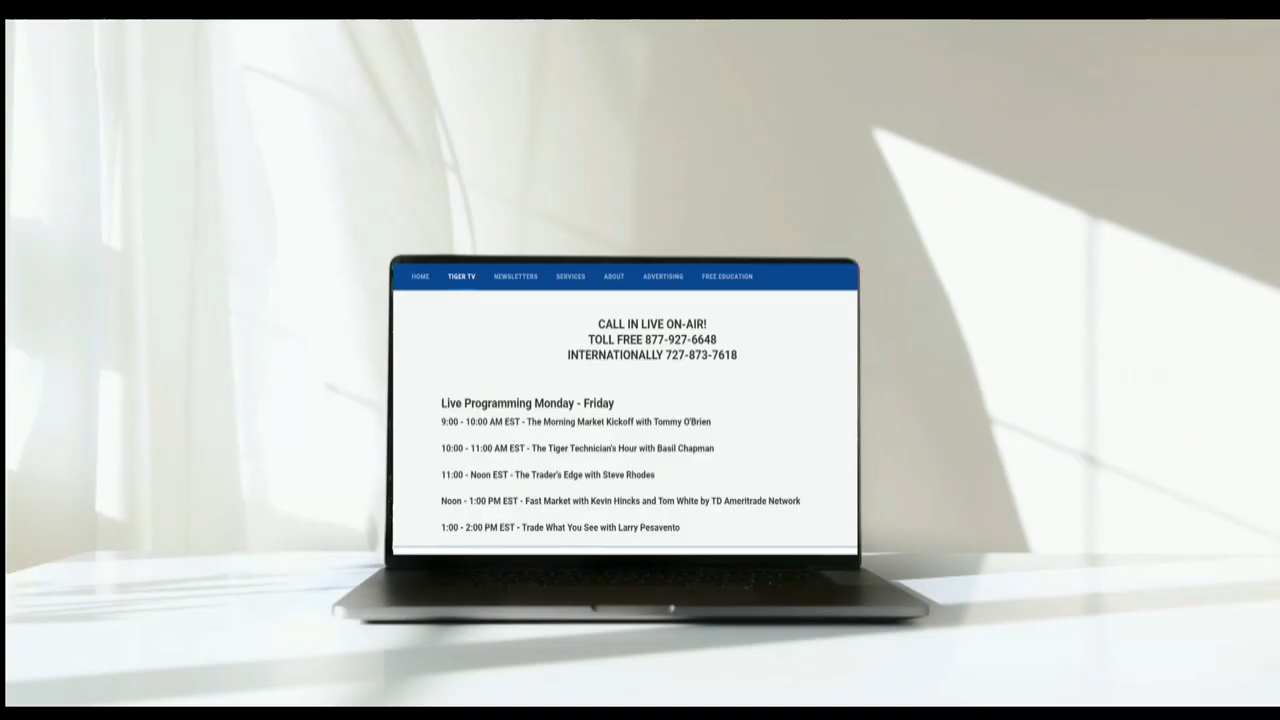 HOME TIGER TV NEWSLETTERS SERVICES ABOUT ADVERTISING FREE EDUCATION
CALL IN LIVE ON-AIR!
TOLL FREE 877-927-6648
INTERNATIONALLY 727-873-7618
Live Programming Monday - Friday
9:00 - 10:00 AM EST - The Morning Market Kickoff with Tommy O'Brien
10:00 - 11:00 AM EST - The Tiger Technician's Hour with Basil Chapman
11:00 - Noon EST - The Trader's Edge with Steve Rhodes
Noon - 1:00 PM EST - Fast Market with Kevin Hincks and Tom White by TD Ameritrade Network
1:00 - 2:00 PM EST - Trade What You See with Larry Pesavento